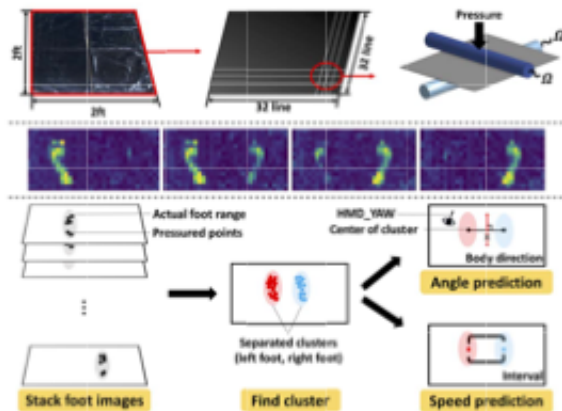 Pressure
2ft
2ft
32 line
32 line
Ω
Ω
Actual foot range
Pressured points
HMD_YAW
Center of cluster
Body direction
Angle prediction
Separated clusters
(left foot, right foot)
Interval
Stack foot images
Find cluster
Speed prediction